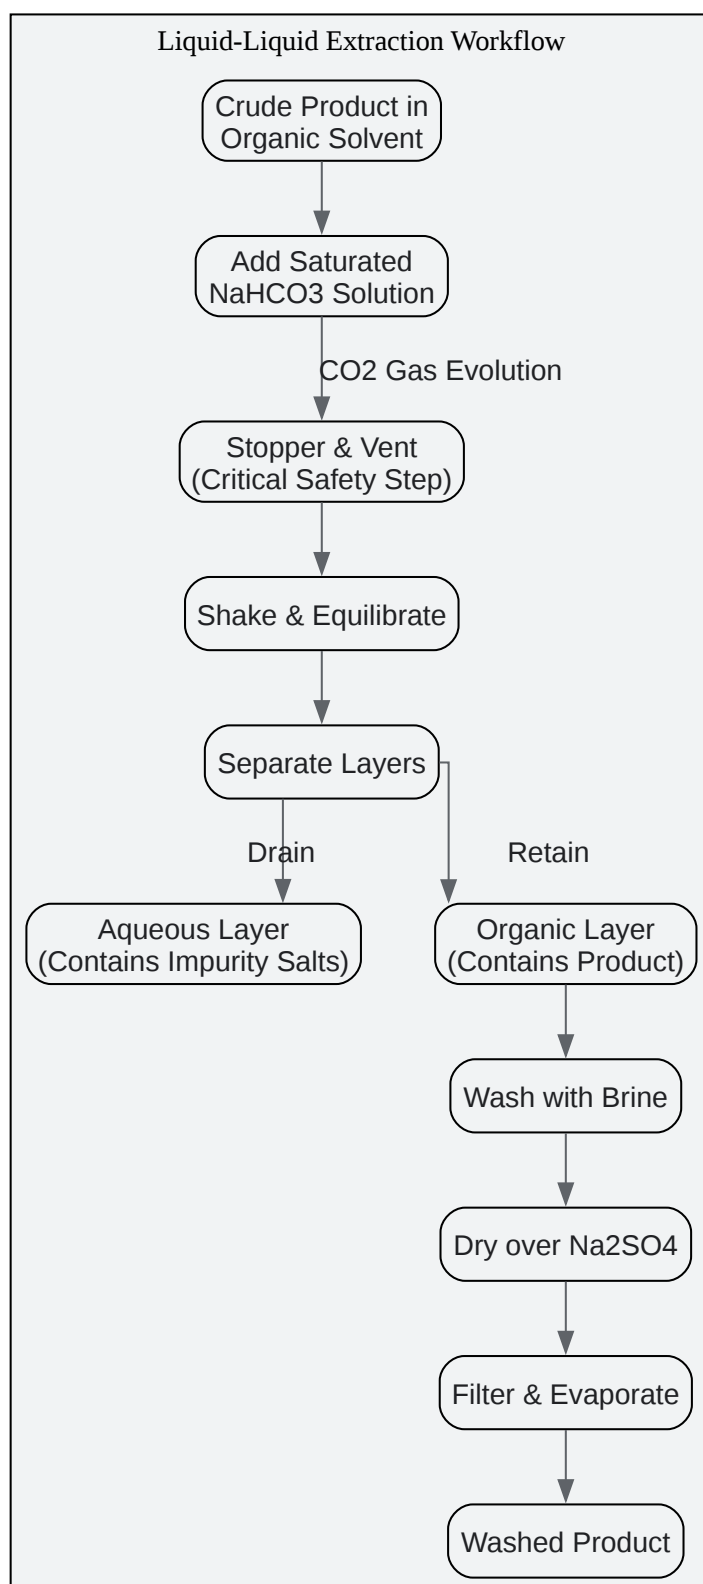 Liquid-Liquid Extraction Workflow
Crude Product in
Organic Solvent
Add Saturated
NaHCO3 Solution
CO2 Gas Evolution
Stopper & Vent
(Critical Safety Step)
Shake & Equilibrate
Separate Layers
Drain
Retain
Aqueous Layer
(Contains Impurity Salts)
Organic Layer
(Contains Product)
Wash with Brine
Dry over Na2SO4
Filter & Evaporate
Washed Product